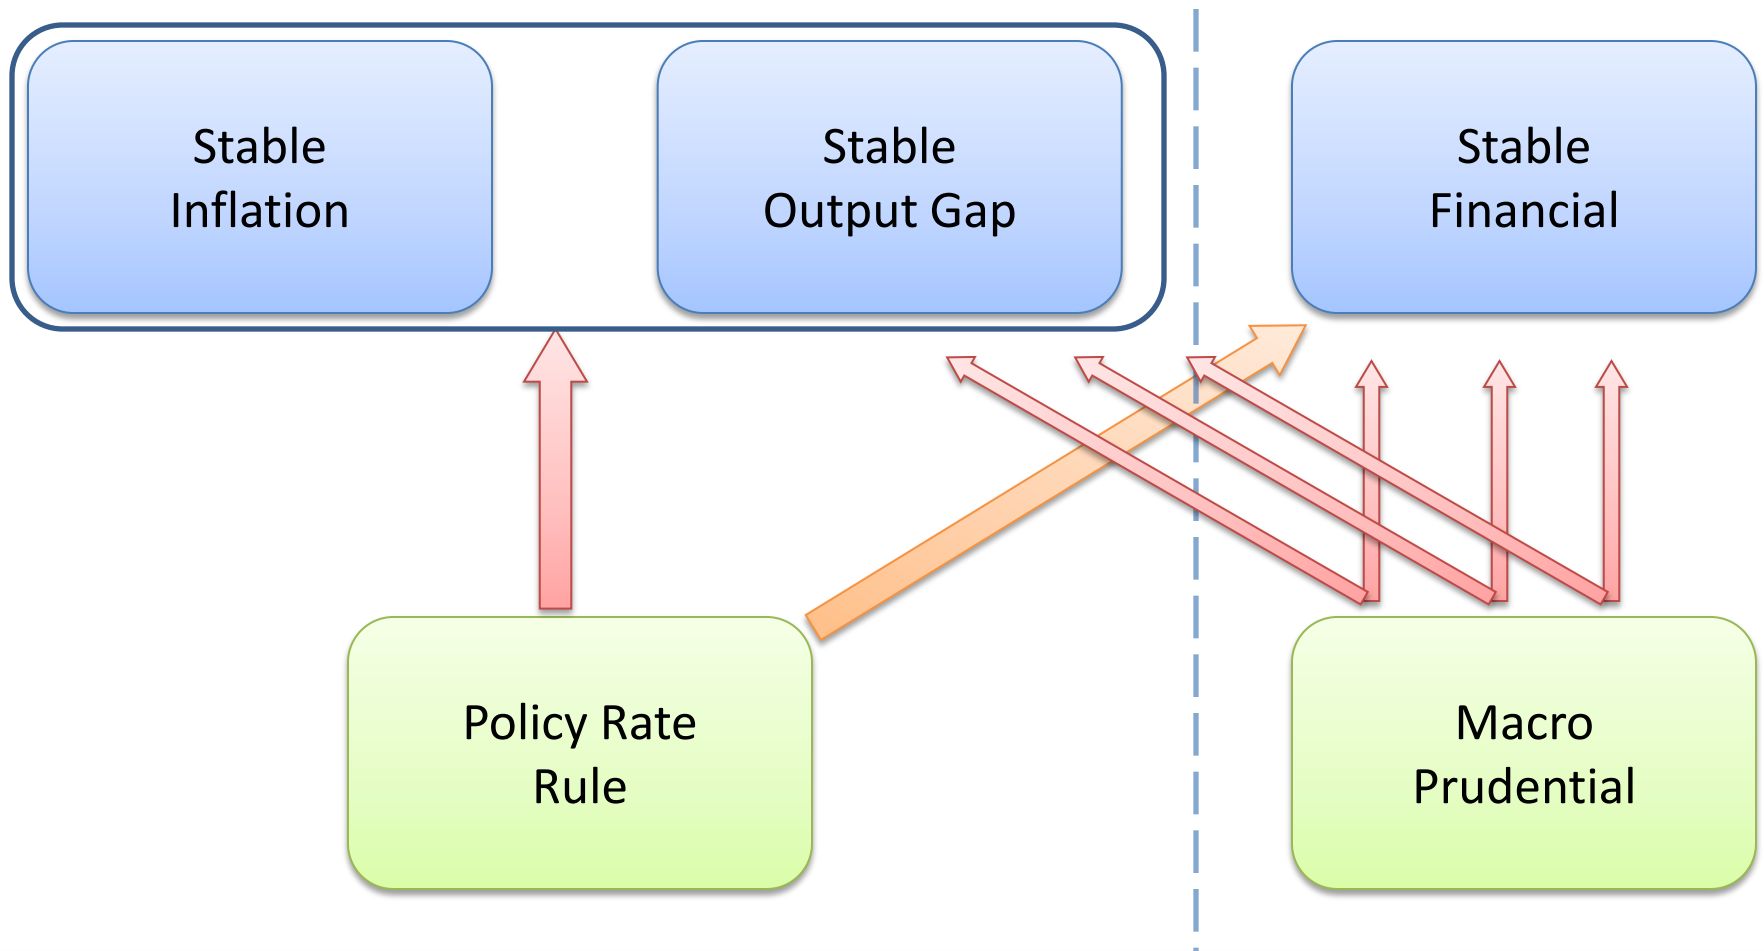 Stable
Inflation
Stable
Output Gap
Stable
Financial
Policy Rate
Rule
Macro
Prudential